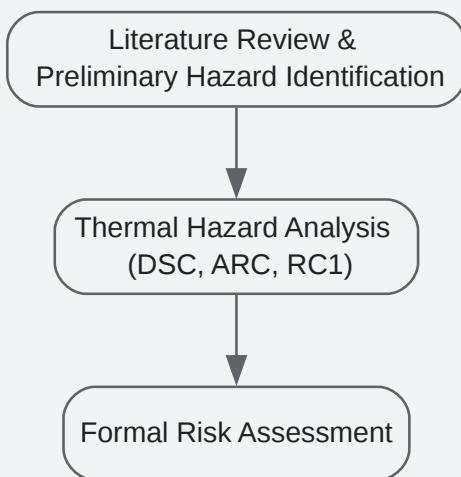 Literature Review &
Preliminary Hazard Identification
Thermal Hazard Analysis
(DSC, ARC, RC1)
Formal Risk Assessment